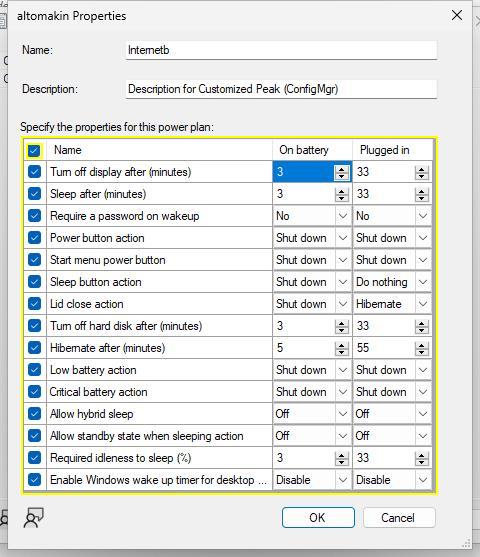 altomakin Properties
Name: Internetb
Description: Description for Customized Peak (ConfigMgr)
Specify the properties for this power plan:
Name On battery Plugged in
Turn off display after (minutes) 3 33
Sleep after (minutes) 3 33
Require a password on wakeup No No
Power button action Shut down Shut down
Start menu power button Shut down Shut down
Sleep button action Shut down Do nothing
Lid close action Shut down Hibernate
Turn off hard disk after (minutes) 3 33
Hibernate after (minutes) 5 55
Low battery action Shut down Shut down
Critical battery action Shut down Shut down
Allow hybrid sleep Off Off
Allow standby state when sleeping action Off Off
Required idleness to sleep (%) 3 33
Enable Windows wake up timer for desktop ... Disable Disable
OK Cancel